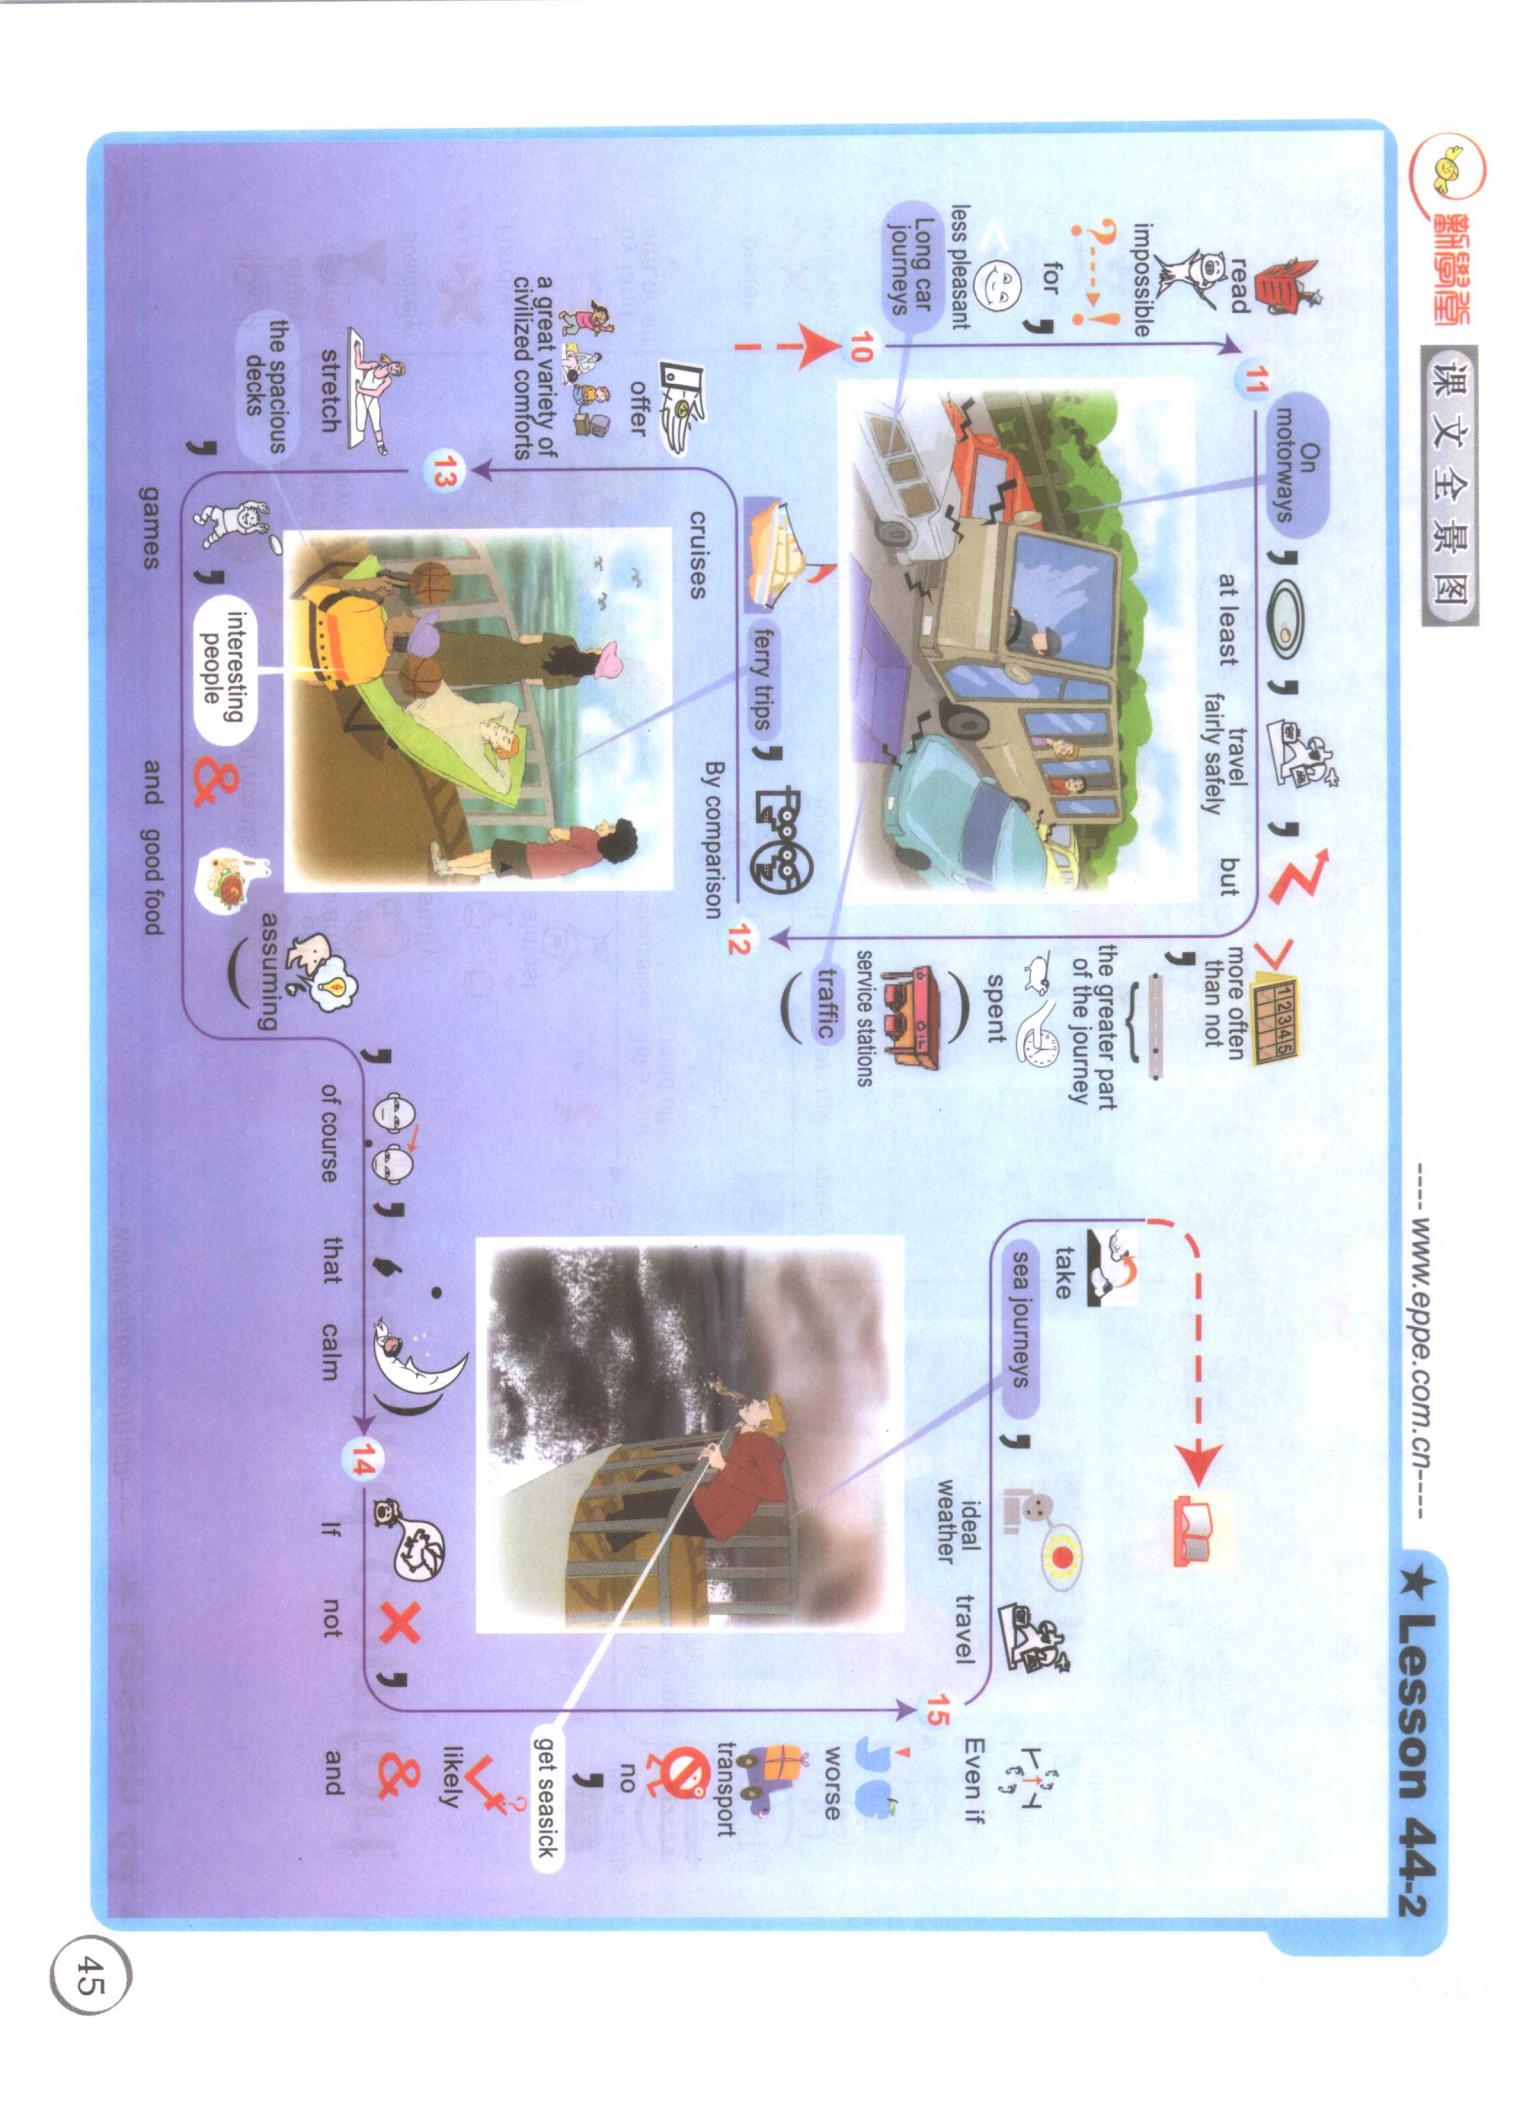 新學堂
课文全景图
---- www.eppe.com.cn----
★ Lesson 44-2
10
Long car
journeys
less pleasant
,
for
?---►!
impossible
read
11
On
motorways
,
at least
,
travel
fairly safely
,
but
more often
than not
12345
,
the greater part
of the journey
spent
(
service stations
traffic
)
12
By comparison
,
ferry trips
cruises
offer
a great variety of
civilized comforts
13
stretch
the spacious
decks
,
games
,
interesting
people
&
and
good food
assuming
(
,
of course
,
that
calm
)
.
14
If
not
,
and
&
likely
?
get seasick
,
no
transport
worse
15
Even if
travel
ideal
weather
,
sea journeys
take
45